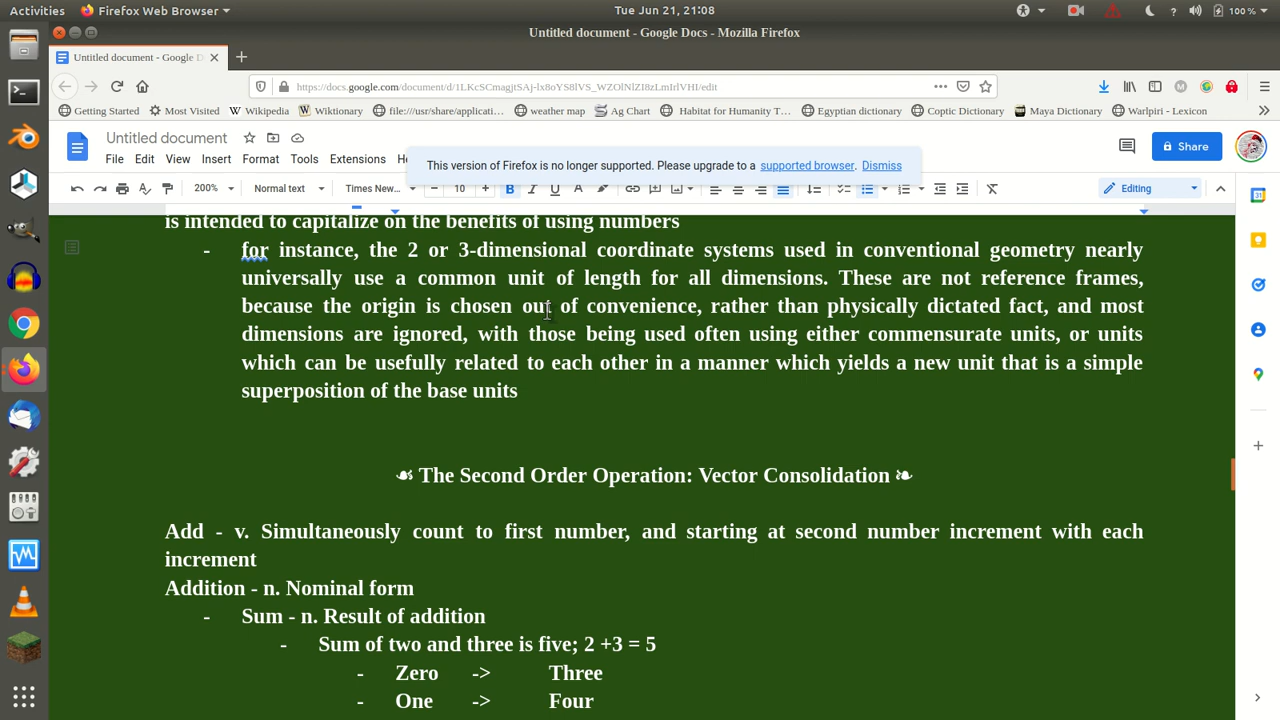 Activities Firefox Web Browser Tue Jun 21, 21:08 100 %
Untitled document - Google Docs - Mozilla Firefox
Untitled document - Google D
https://docs.google.com/document/d/1LKcSCmagjtSAj-lx8oYS8lVS_WZOlNlZI8zLmIrlVHI/edit
Getting Started Most Visited Wikipedia Wiktionary file:///usr/share/applicati... weather map Ag Chart Habitat for Humanity T... Egyptian dictionary Coptic Dictionary Maya Dictionary Warlpiri - Lexicon
Untitled document
File Edit View Insert Format Tools Extensions H
This version of Firefox is no longer supported. Please upgrade to a supported browser. Dismiss
Share
200% Normal text Times New... 10 B I U A Editing
is intended to capitalize on the benefits of using numbers
- for instance, the 2 or 3-dimensional coordinate systems used in conventional geometry nearly
universally use a common unit of length for all dimensions. These are not reference frames,
because the origin is chosen out of convenience, rather than physically dictated fact, and most
dimensions are ignored, with those being used often using either commensurate units, or units
which can be usefully related to each other in a manner which yields a new unit that is a simple
superposition of the base units
☙ The Second Order Operation: Vector Consolidation ❧
Add - v. Simultaneously count to first number, and starting at second number increment with each
increment
Addition - n. Nominal form
- Sum - n. Result of addition
- Sum of two and three is five; 2 +3 = 5
- Zero -> Three
- One -> Four